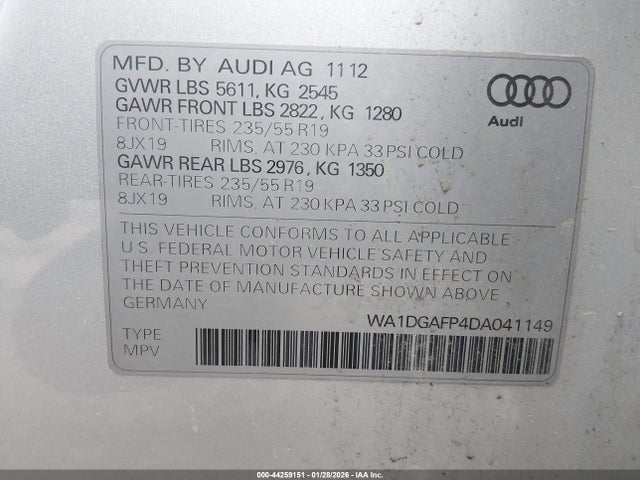 MFD. BY AUDI AG 11 12
GVWR LBS 5611, KG 2545
GAWR FRONT LBS 2822, KG 1280
FRONT-TIRES 235/55 R19
8JX19 RIMS, AT 230 KPA 33 PSI COLD
GAWR REAR LBS 2976, KG 1350
REAR-TIRES 235/55 R19
8JX19 RIMS, AT 230 KPA 33 PSI COLD
Audi
THIS VEHICLE CONFORMS TO ALL APPLICABLE
U.S. FEDERAL MOTOR VEHICLE SAFETY AND
THEFT PREVENTION STANDARDS IN EFFECT ON
THE DATE OF MANUFACTURE SHOWN ABOVE
GERMANY
WA1DGAFP4DA041149
TYPE:
MPV
000-44259151 - 01/28/2026 - IAA Inc.